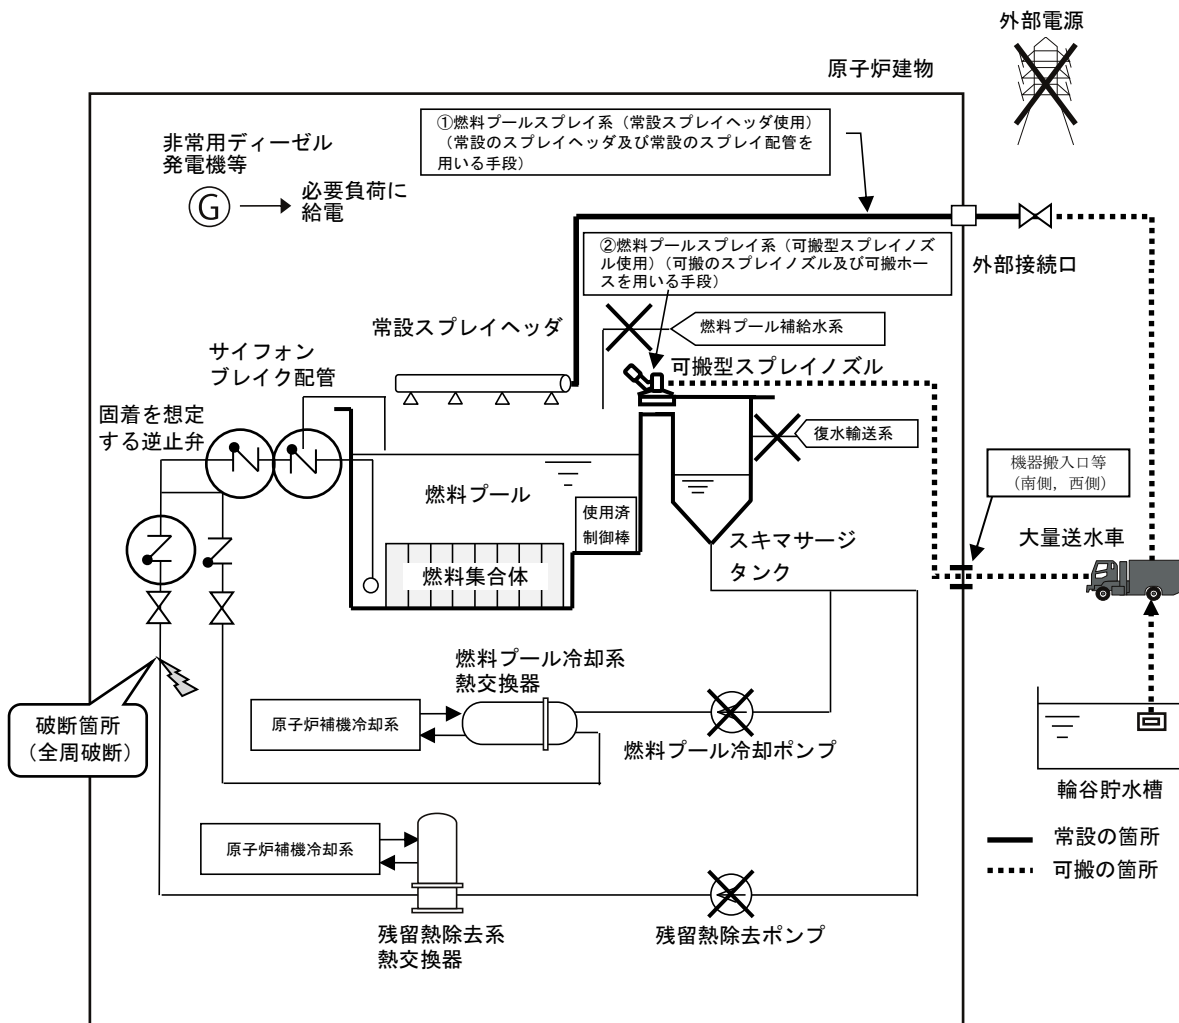 外部電源
原子炉建物
①燃料プールスプレイ系（常設スプレイヘッダ使用）
（常設のスプレイヘッダ及び常設のスプレイ配管を
用いる手段）
非常用ディーゼル
発電機等
G
必要負荷に
給電
②燃料プールスプレイ系（可搬型スプレイノズ
ル使用）（可搬のスプレイノズル及び可搬ホー
スを用いる手段）
外部接続口
常設スプレイヘッダ
燃料プール補給水系
サイフォン
ブレイク配管
可搬型スプレイノズル
固着を想定
する逆止弁
復水輸送系
機器搬入口等
（南側，西側）
燃料プール
使用済
制御棒
スキマサージ
タンク
大量送水車
燃料集合体
燃料プール冷却系
熱交換器
破断箇所
（全周破断）
原子炉補機冷却系
燃料プール冷却ポンプ
輪谷貯水槽
原子炉補機冷却系
常設の箇所
可搬の箇所
残留熱除去系
熱交換器
残留熱除去ポンプ